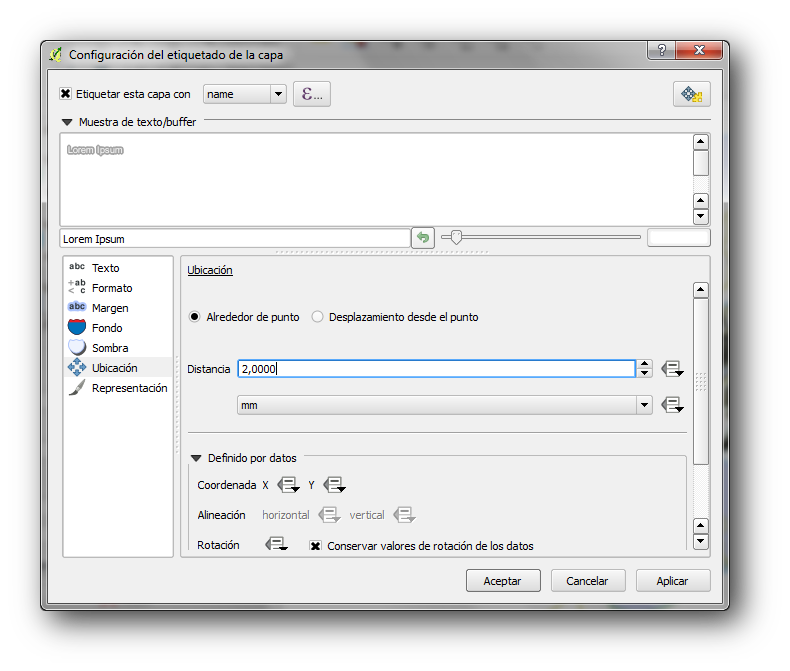 Configuración del etiquetado de la capa
Etiquetar esta capa con name ε...
Muestra de texto/buffer
Lorem Ipsum
Lorem Ipsum
abc Texto
+ab < c Formato
abc Margen
Fondo
Sombra
Ubicación
Representación
Ubicación
Alrededor de punto Desplazamiento desde el punto
Distancia 2,0000
mm
Definido por datos
Coordenada X Y
Alineación horizontal vertical
Rotación Conservar valores de rotación de los datos
Aceptar Cancelar Aplicar